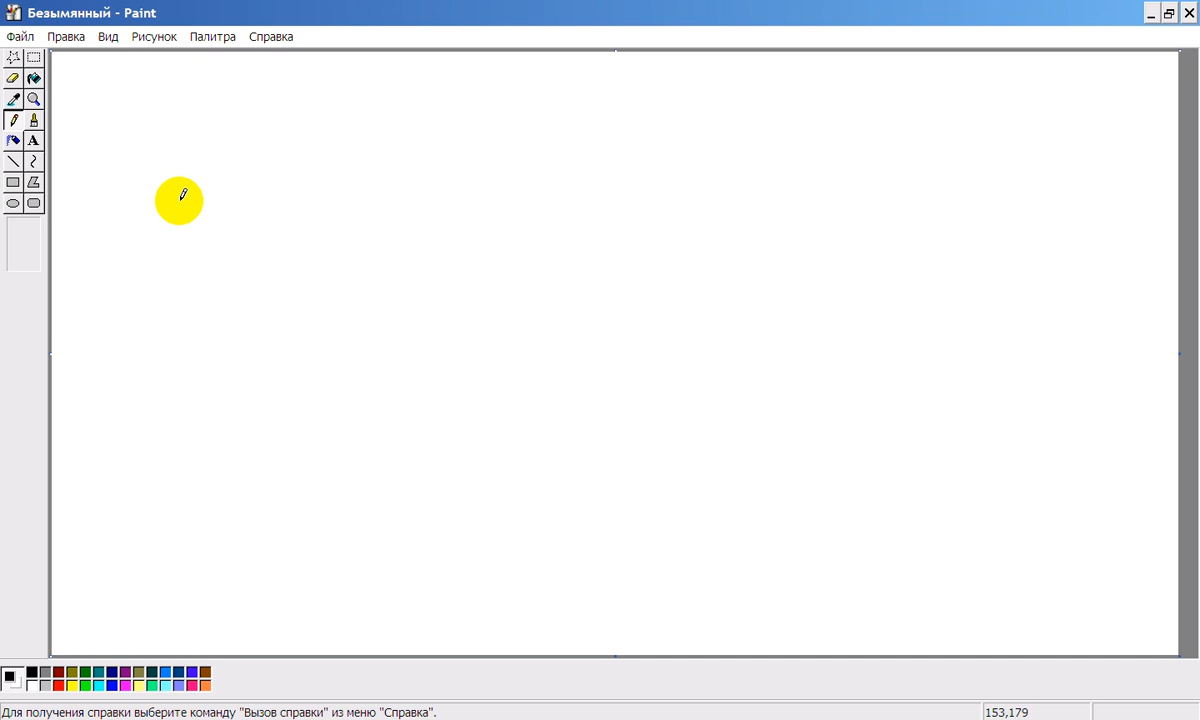 Безымянный - Paint
Файл Правка Вид Рисунок Палитра Справка
A
Для получения справки выберите команду "Вызов справки" из меню "Справка".
153,179